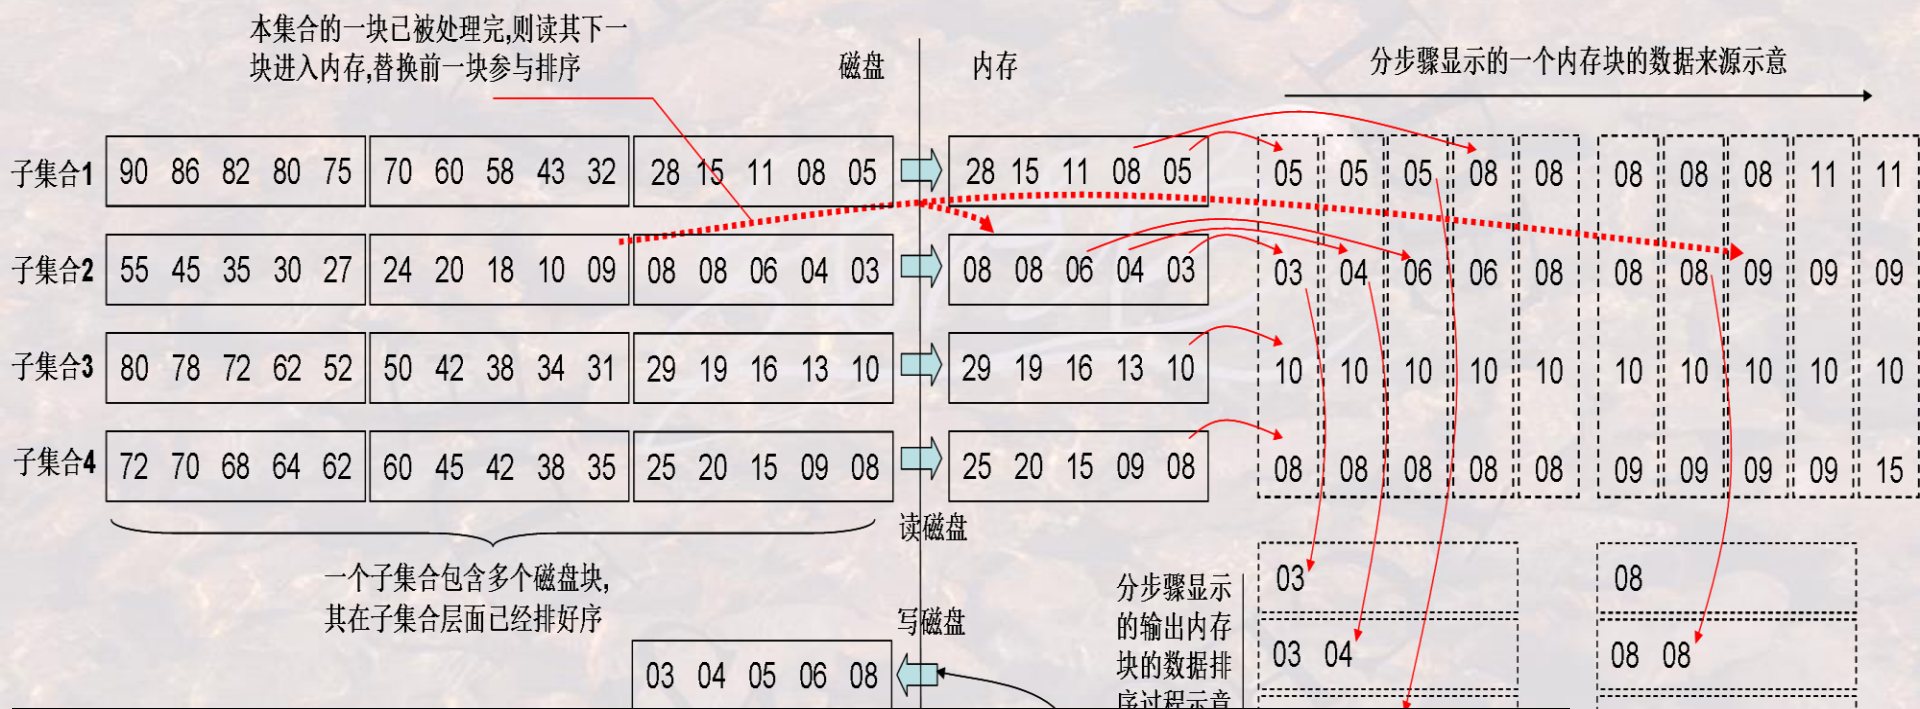 本集合的一块已被处理完,则读其下一
块进入内存,替换前一块参与排序
磁盘
内存
分步骤显示的一个内存块的数据来源示意
子集合1 90 86 82 80 75 70 60 58 43 32 28 15 11 08 05 28 15 11 08 05 05 05 05 08 08 08 08 08 11 11
子集合2 55 45 35 30 27 24 20 18 10 09 08 08 06 04 03 08 08 06 04 03 03 04 06 06 08 08 08 09 09 09
子集合3 80 78 72 62 52 50 42 38 34 31 29 19 16 13 10 29 19 16 13 10 10 10 10 10 10 10 10 10 10 10
子集合4 72 70 68 64 62 60 45 42 38 35 25 20 15 09 08 25 20 15 09 08 08 08 08 08 08 09 09 09 09 15
读磁盘
一个子集合包含多个磁盘块,
其在子集合层面已经排好序
写磁盘
03 04 05 06 08
分步骤显示
的输出内存
块的数据排
序过程示意
03
03 04
08
08 08